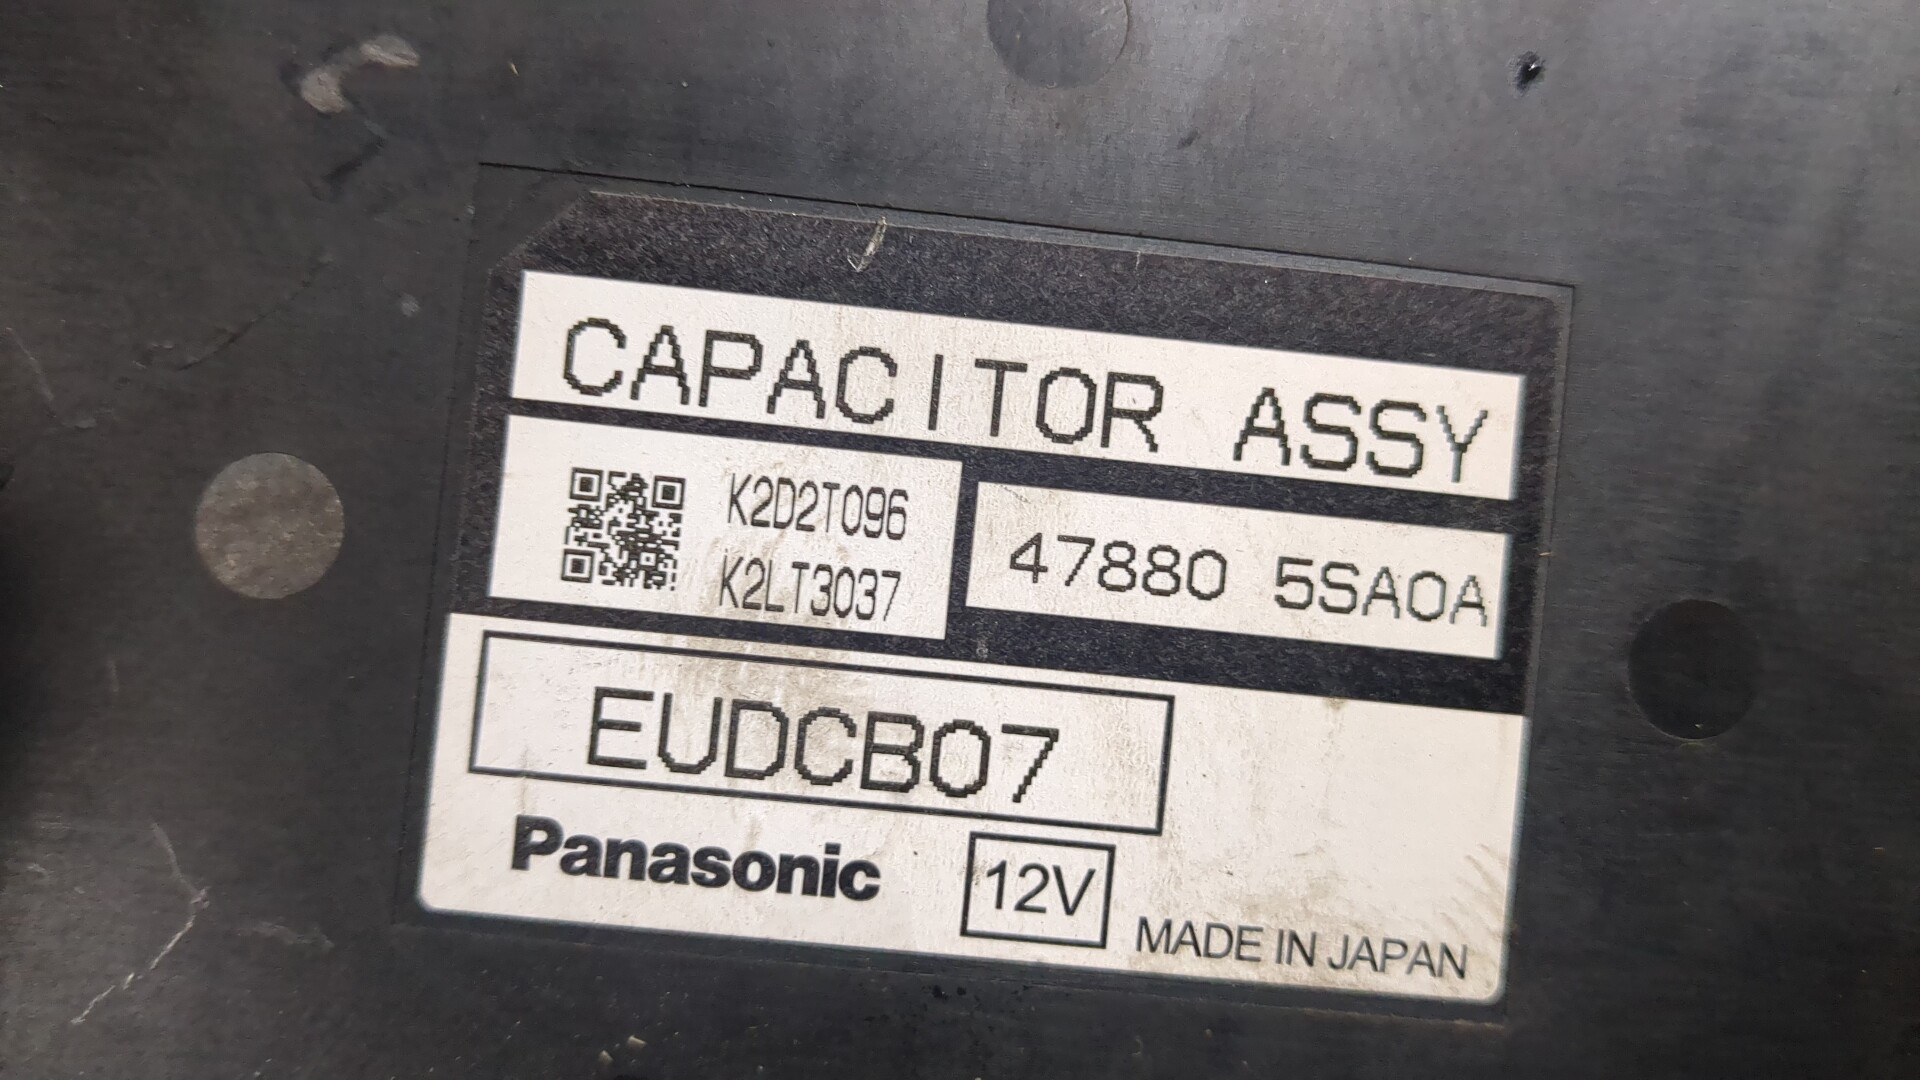 CAPACITOR ASSY
K2D2T096
K2LT3037
47880 5SA0A
EUDCB07
Panasonic
12V
MADE IN JAPAN